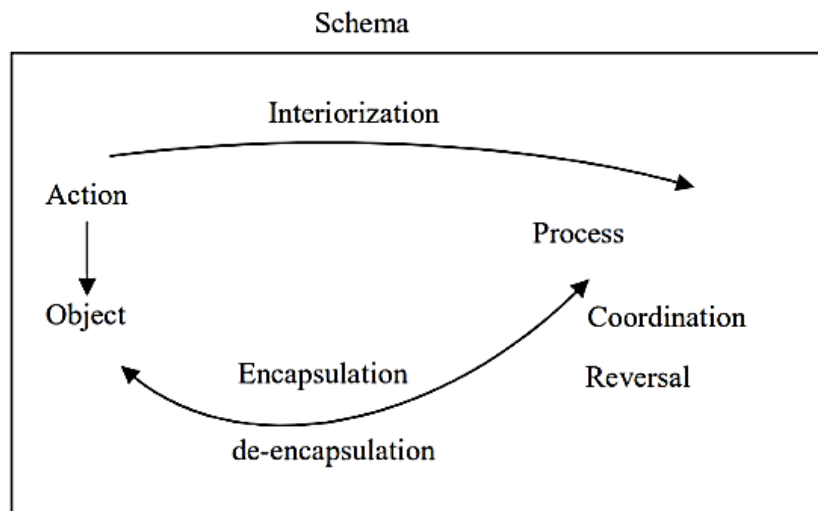 Schema
Interiorization
Action
Process
Object
Coordination
Encapsulation
Reversal
de-encapsulation